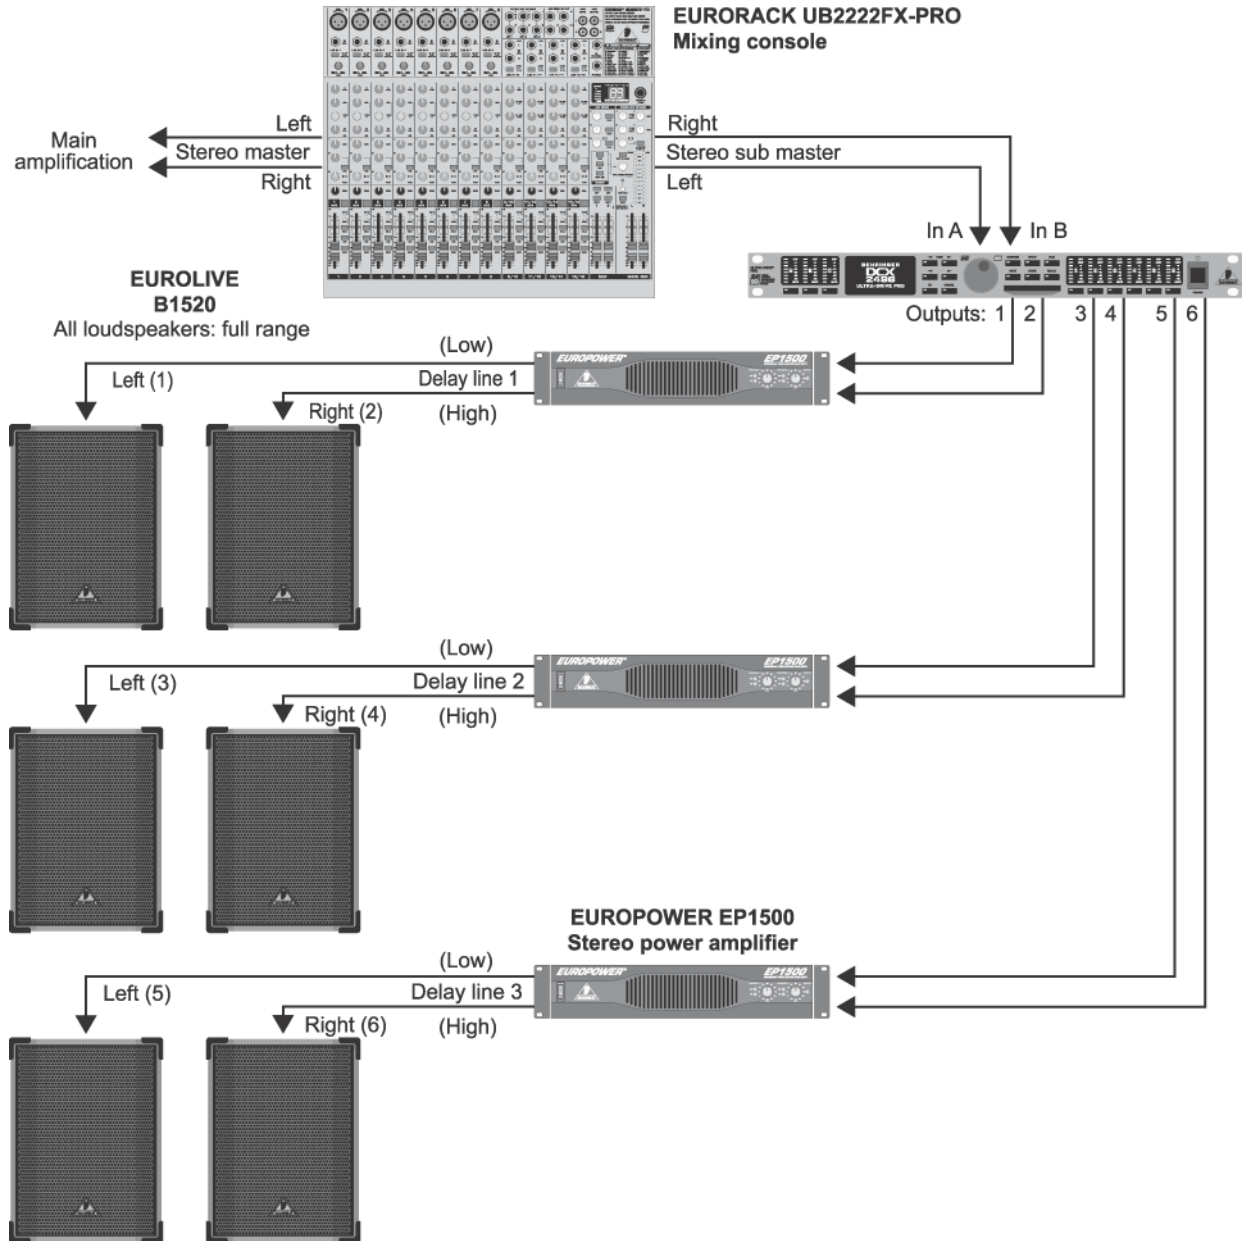 EURORACK UB2222FX-PRO
Mixing console
Left
Stereo master
Right
Main
amplification
Right
Stereo sub master
Left
In A
In B
BEHRINGER
DCX
2496
ULTRA-DRIVE PRO
Outputs: 1 2 3 4 5 6
EUROLIVE
B1520
All loudspeakers: full range
(Low)
Left (1)
Delay line 1
Right (2)
(High)
EUROPOWER
EP1500
(Low)
Left (3)
Delay line 2
Right (4)
(High)
EUROPOWER
EP1500
EUROPOWER EP1500
Stereo power amplifier
(Low)
Left (5)
Delay line 3
Right (6)
(High)
EUROPOWER
EP1500